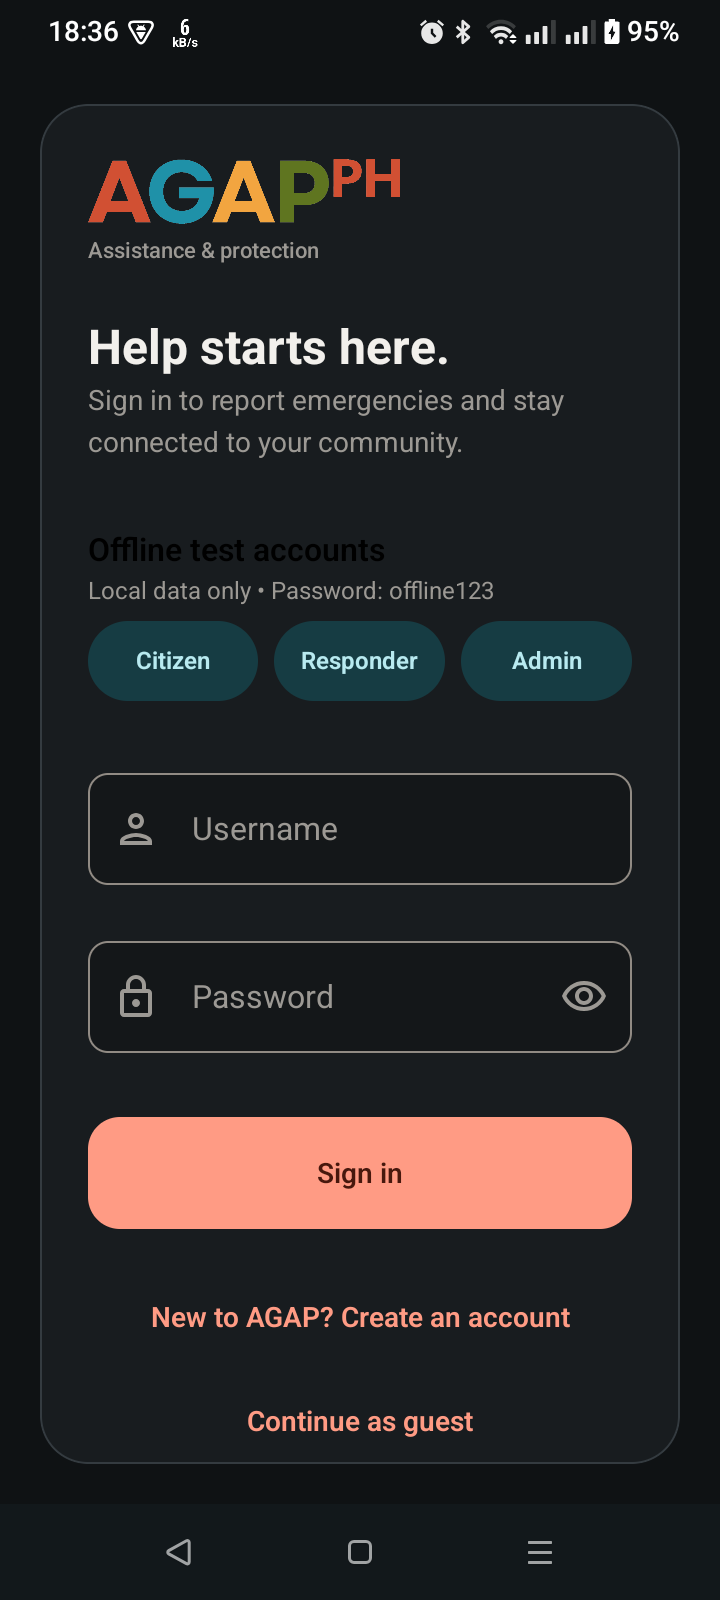 18:36 6 kB/s 95%
AGAPPH
Assistance & protection
Help starts here.
Sign in to report emergencies and stay
connected to your community.
Offline test accounts
Local data only • Password: offline123
Citizen Responder Admin
Username
Password
Sign in
New to AGAP? Create an account
Continue as guest